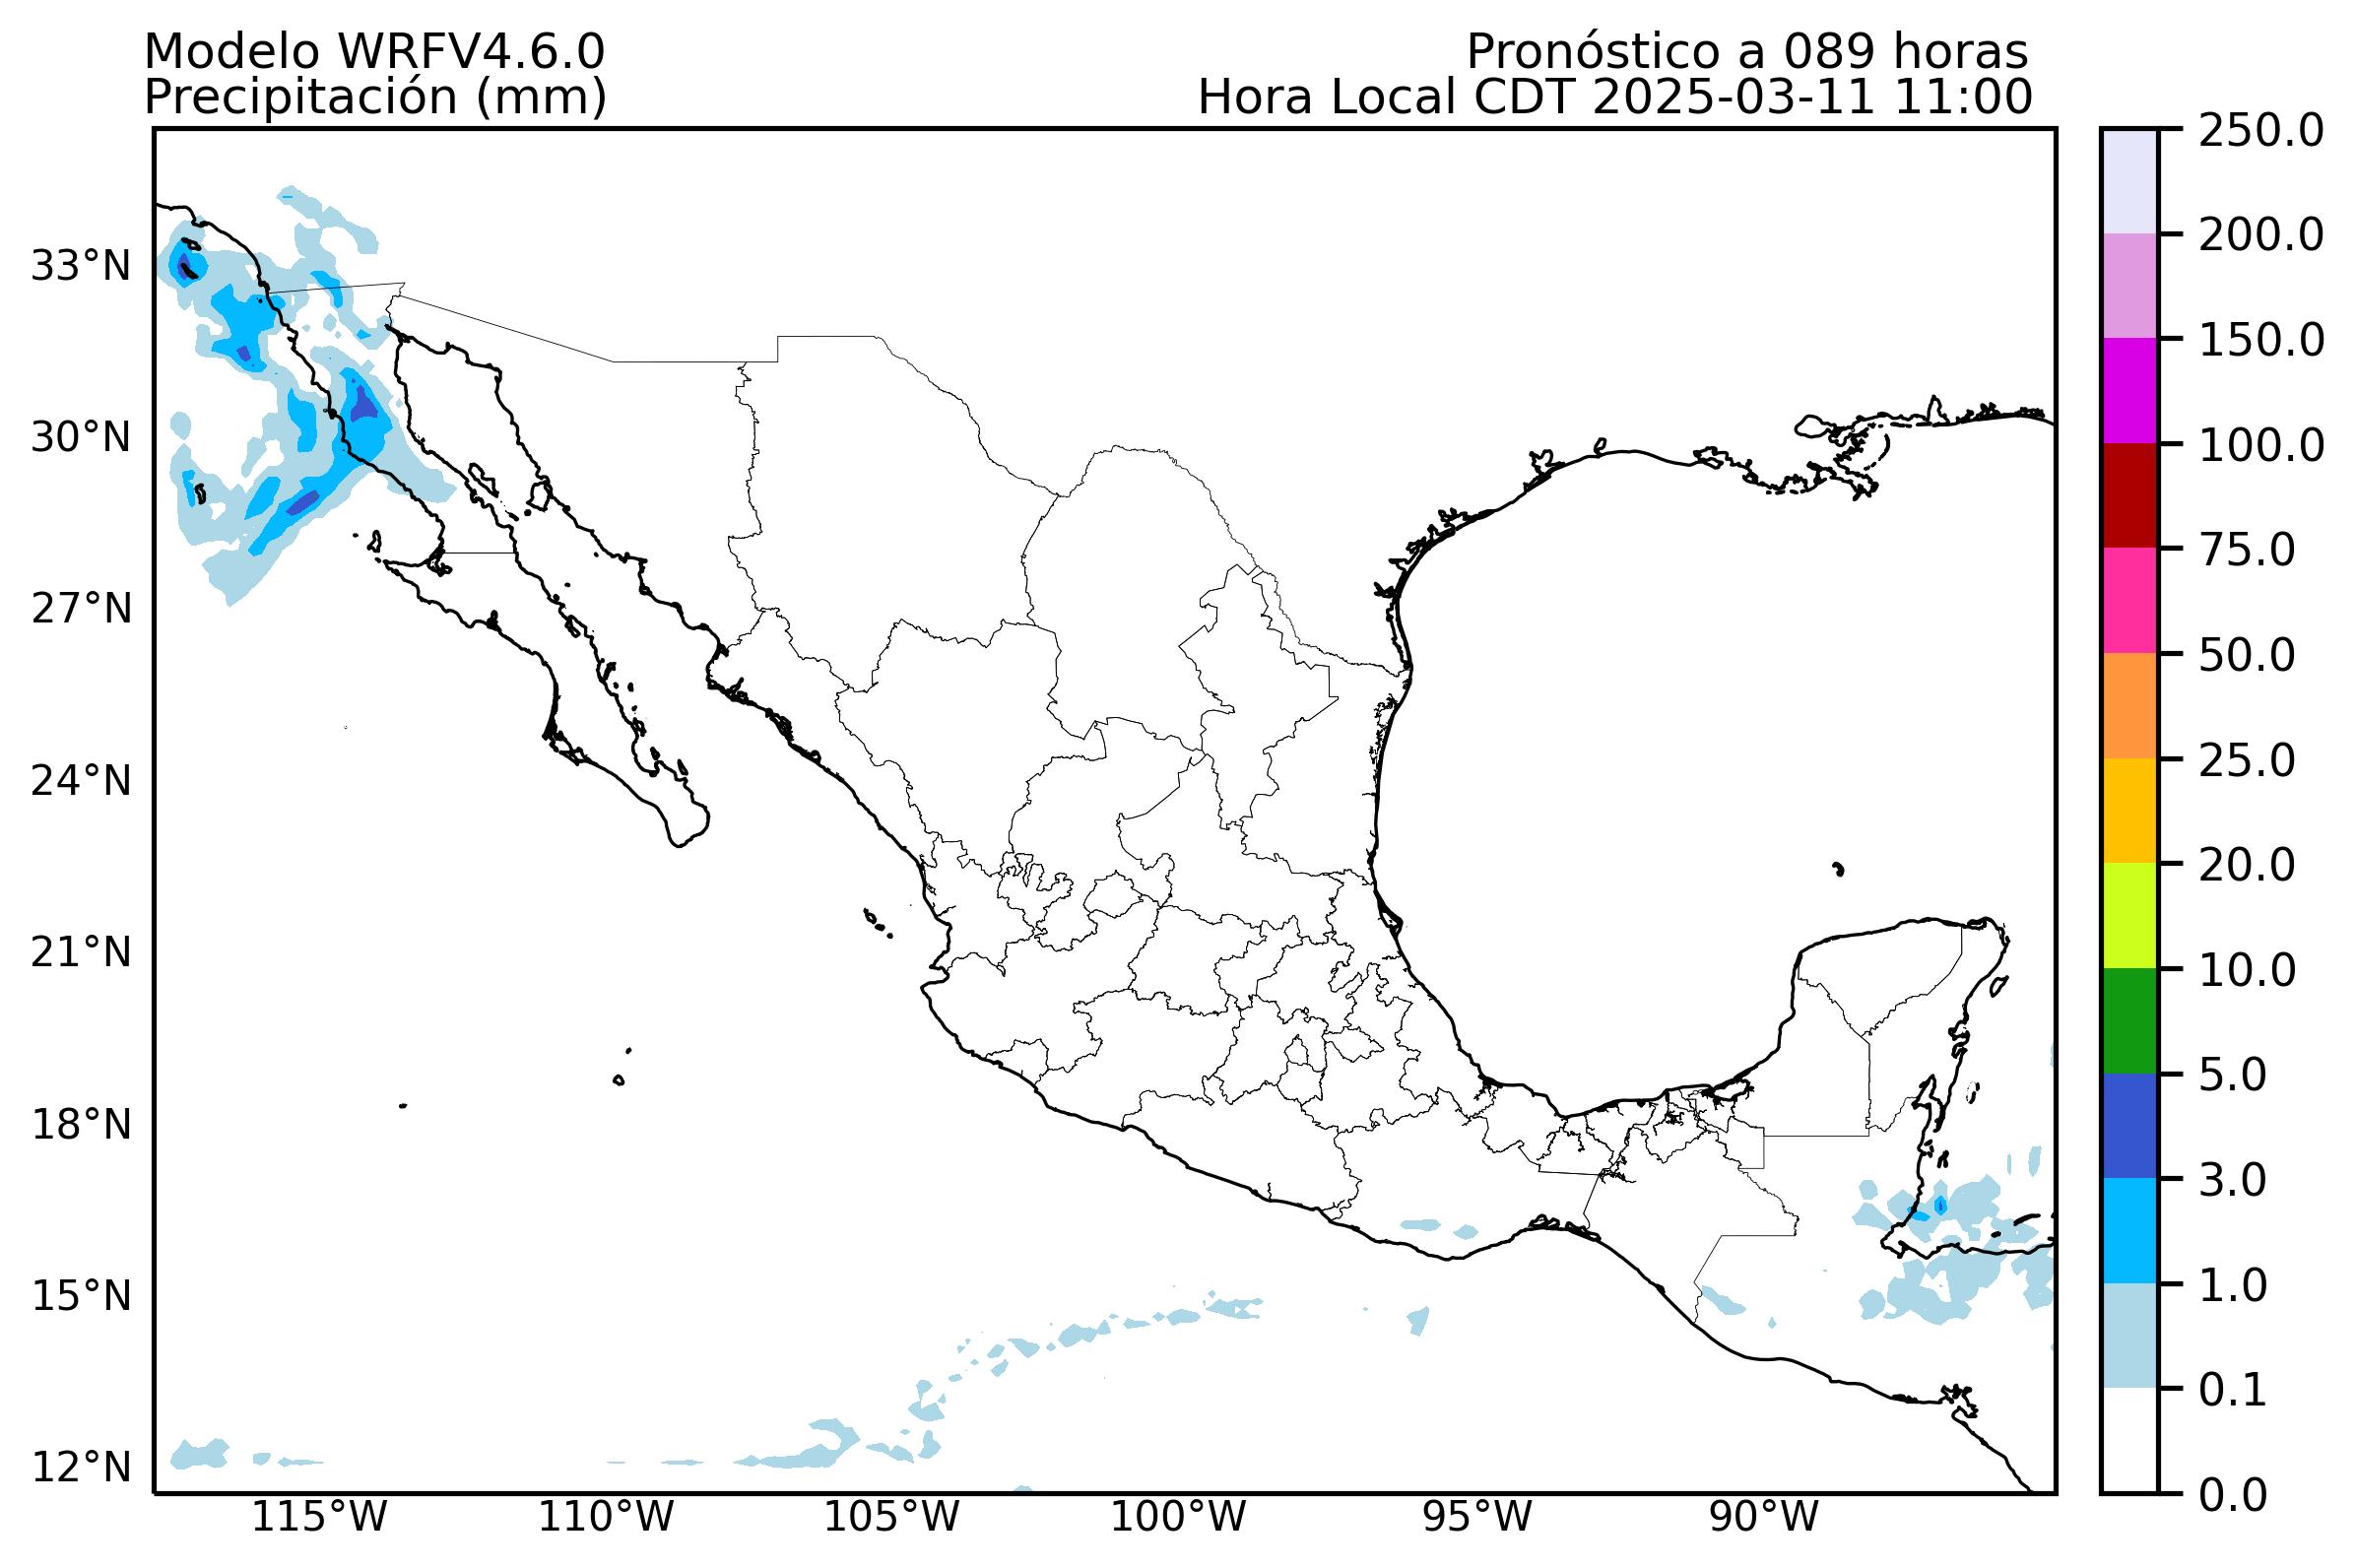 Modelo WRFV4.6.0
Pronóstico a 089 horas
Precipitación (mm)
Hora Local CDT 2025-03-11 11:00
250.0
200.0
150.0
100.0
75.0
50.0
25.0
20.0
10.0
5.0
3.0
1.0
0.1
0.0
33°N
30°N
27°N
24°N
21°N
18°N
15°N
12°N
115°W
110°W
105°W
100°W
95°W
90°W